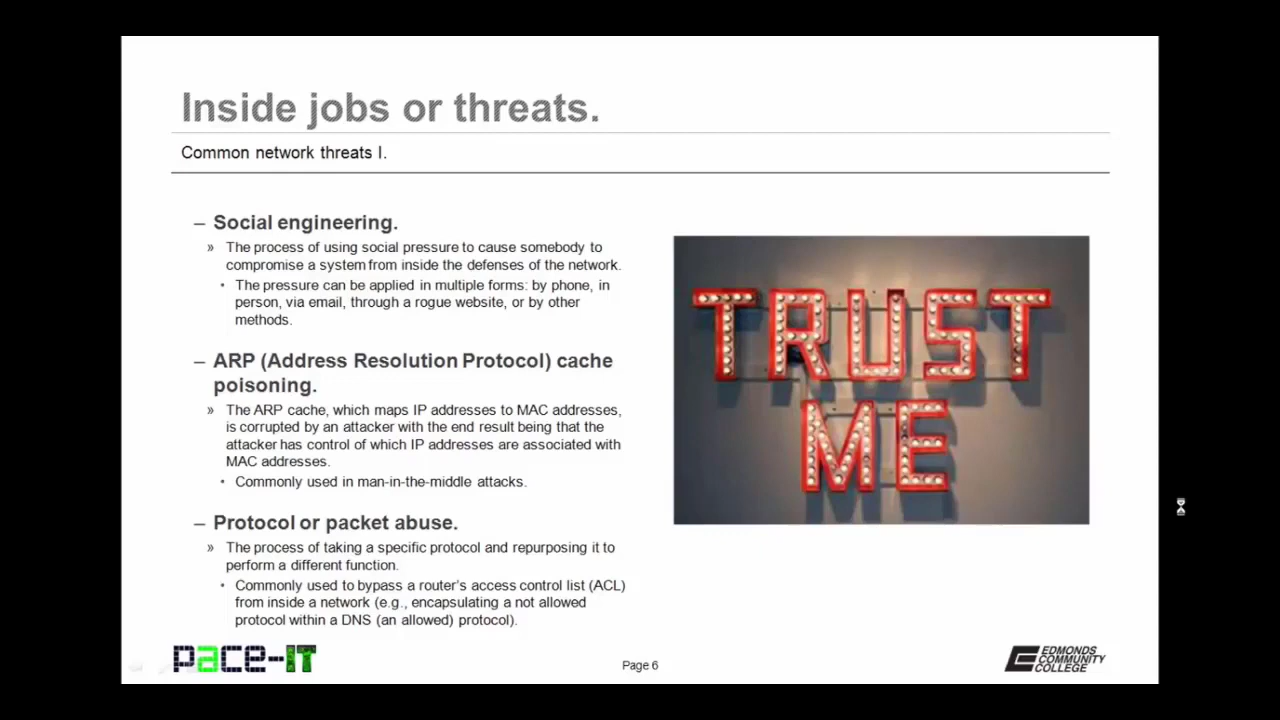 Inside jobs or threats.
Common network threats I.
– Social engineering.
» The process of using social pressure to cause somebody to
compromise a system from inside the defenses of the network.
• The pressure can be applied in multiple forms: by phone, in
person, via email, through a rogue website, or by other
methods.
– ARP (Address Resolution Protocol) cache
poisoning.
» The ARP cache, which maps IP addresses to MAC addresses,
is corrupted by an attacker with the end result being that the
attacker has control of which IP addresses are associated with
MAC addresses.
• Commonly used in man-in-the-middle attacks.
– Protocol or packet abuse.
» The process of taking a specific protocol and repurposing it to
perform a different function.
• Commonly used to bypass a router's access control list (ACL)
from inside a network (e.g., encapsulating a not allowed
protocol within a DNS (an allowed) protocol).
TRUST
ME
pace-IT
Page 6
EDMONDS
COMMUNITY
COLLEGE